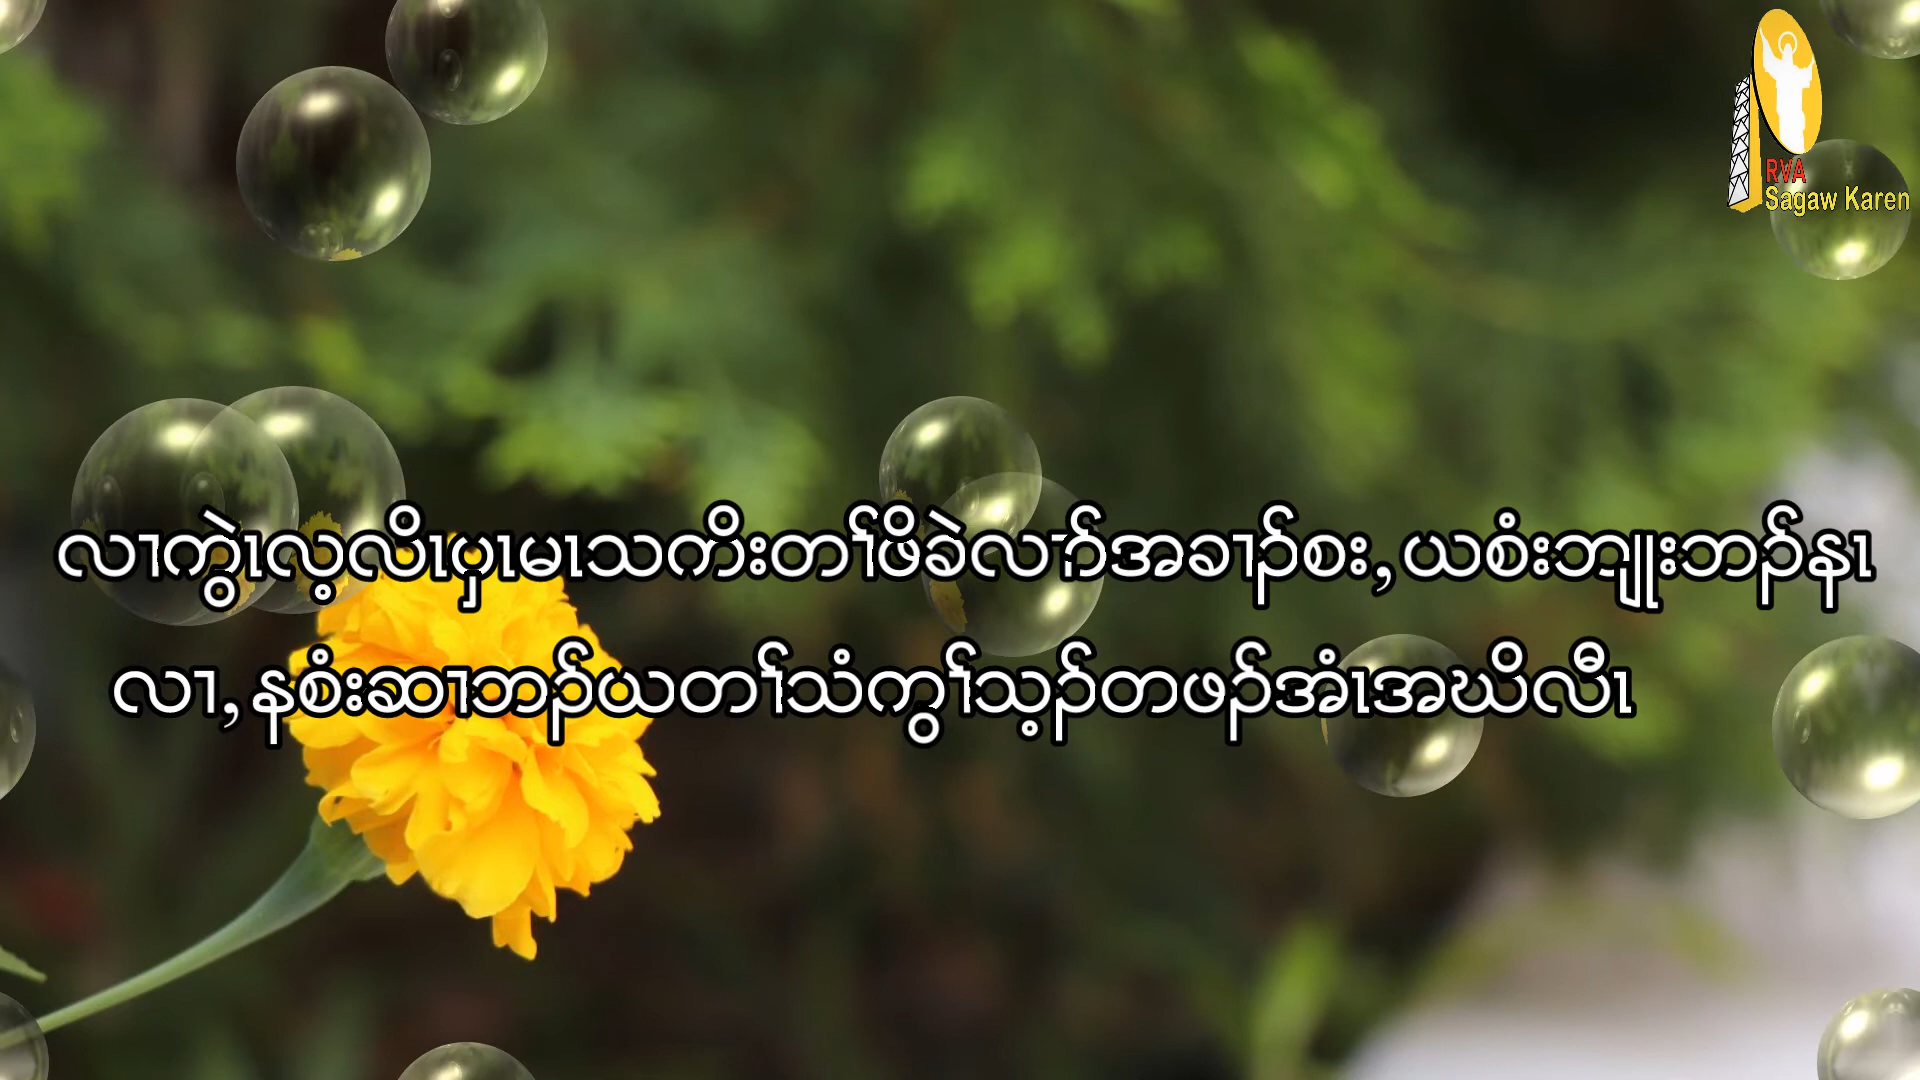 RVA
Sagaw Karen
လၢကွဲၤလ့လိၤပှၤမၤသကိးတၢ်ဖိခဲလၢာ်အခၢၣ်စး, ယစံးဘျုးဘၣ်နၤ
လၢ, နစံးဆၢဘၣ်ယတၢ်သံကွၢ်သ့ၣ်တဖၣ်အံၤအဃိလီၤ